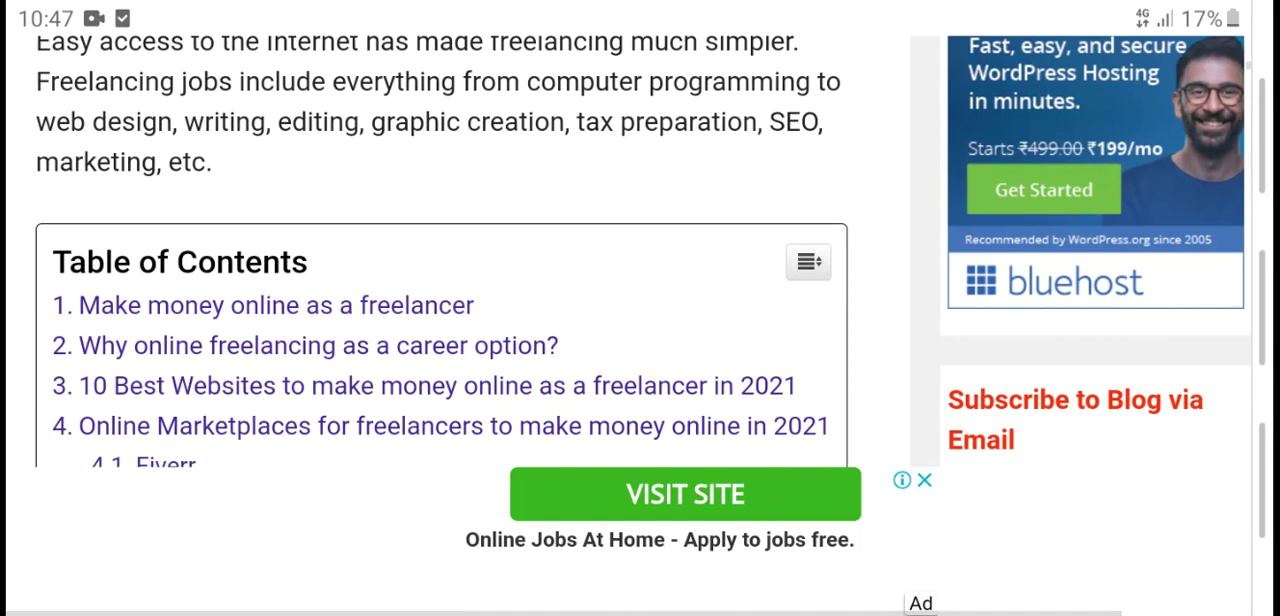 10:47
4G 17%
Easy access to the Internet has made freelancing much simpler.
Freelancing jobs include everything from computer programming to
web design, writing, editing, graphic creation, tax preparation, SEO,
marketing, etc.
Table of Contents
1. Make money online as a freelancer
2. Why online freelancing as a career option?
3. 10 Best Websites to make money online as a freelancer in 2021
4. Online Marketplaces for freelancers to make money online in 2021
4.1. Fiverr
Fast, easy, and secure
WordPress Hosting
in minutes.
Starts ₹499.00 ₹199/mo
Get Started
Recommended by WordPress.org since 2005
bluehost
Subscribe to Blog via
Email
VISIT SITE
Online Jobs At Home - Apply to jobs free.
Ad